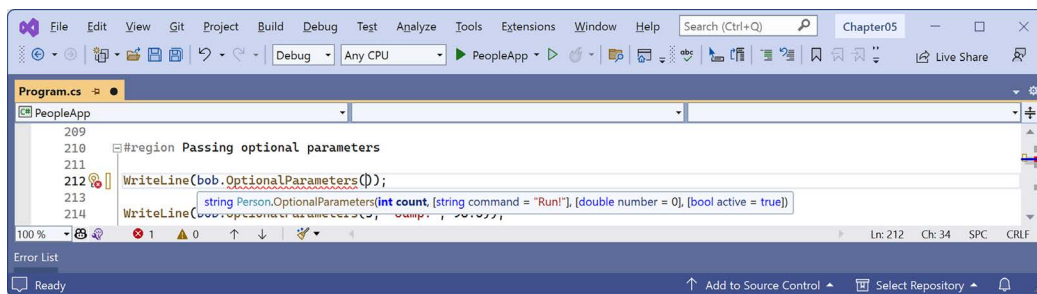 File Edit View Git Project Build Debug Test Analyze Tools Extensions Window Help Search (Ctrl+Q) Chapter05
Debug Any CPU PeopleApp Live Share
Program.cs
C# PeopleApp
209
210 #region Passing optional parameters
211
212 WriteLine(bob.OptionalParameters());
213 string Person.OptionalParameters(int count, [string command = "Run!"], [double number = 0], [bool active = true])
214 WriteLine(
100 % 1 0 Ln: 212 Ch: 34 SPC CRLF
Error List
Ready Add to Source Control Select Repository